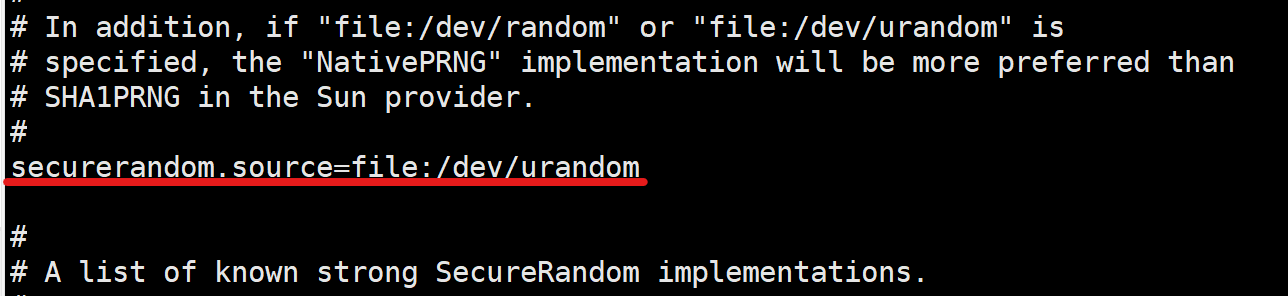 # In addition, if "file:/dev/random" or "file:/dev/urandom" is
# specified, the "NativePRNG" implementation will be more preferred than
# SHA1PRNG in the Sun provider.
#
securerandom.source=file:/dev/urandom
#
# A list of known strong SecureRandom implementations.